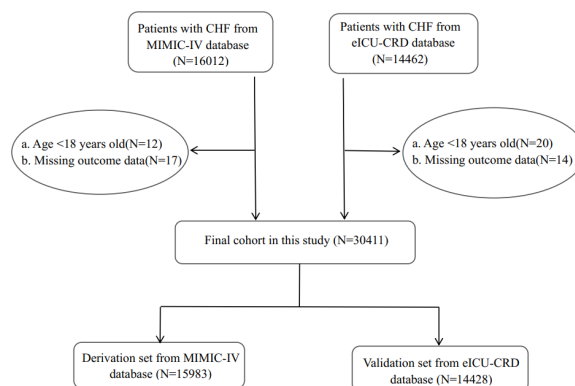 Patients with CHF from
MIMIC-IV database
(N=16012)
Patients with CHF from
eICU-CRD database
(N=14462)
a. Age <18 years old(N=12)
b. Missing outcome data(N=17)
a. Age <18 years old(N=20)
b. Missing outcome data(N=14)
Final cohort in this study (N=30411)
Derivation set from MIMIC-IV
database (N=15983)
Validation set from eICU-CRD
database (N=14428)